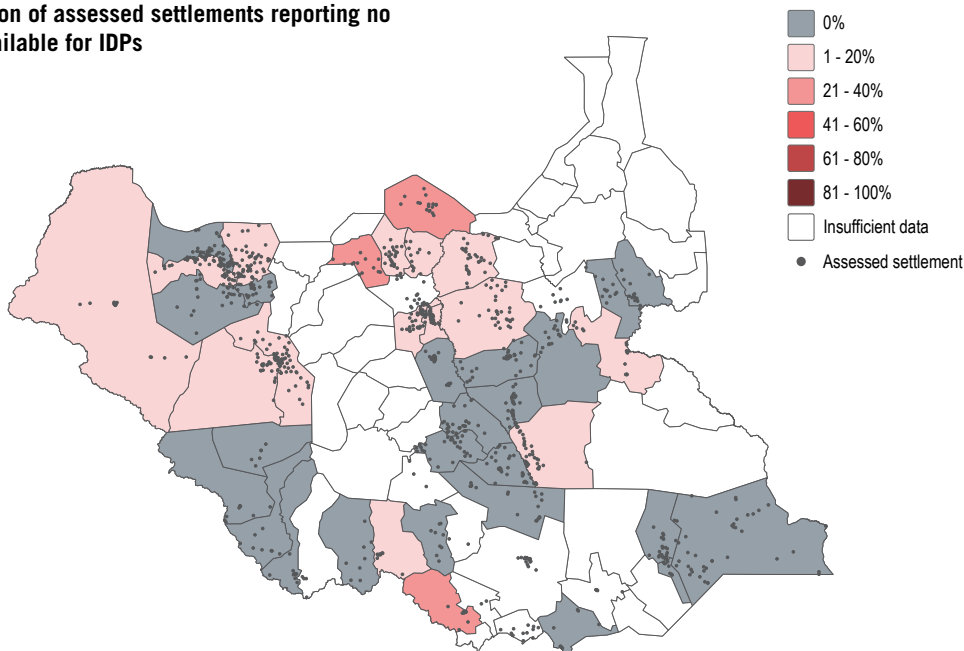 on of assessed settlements reporting no
ailable for IDPs
0%
1 - 20%
21 - 40%
41 - 60%
61 - 80%
81 - 100%
Insufficient data
Assessed settlement